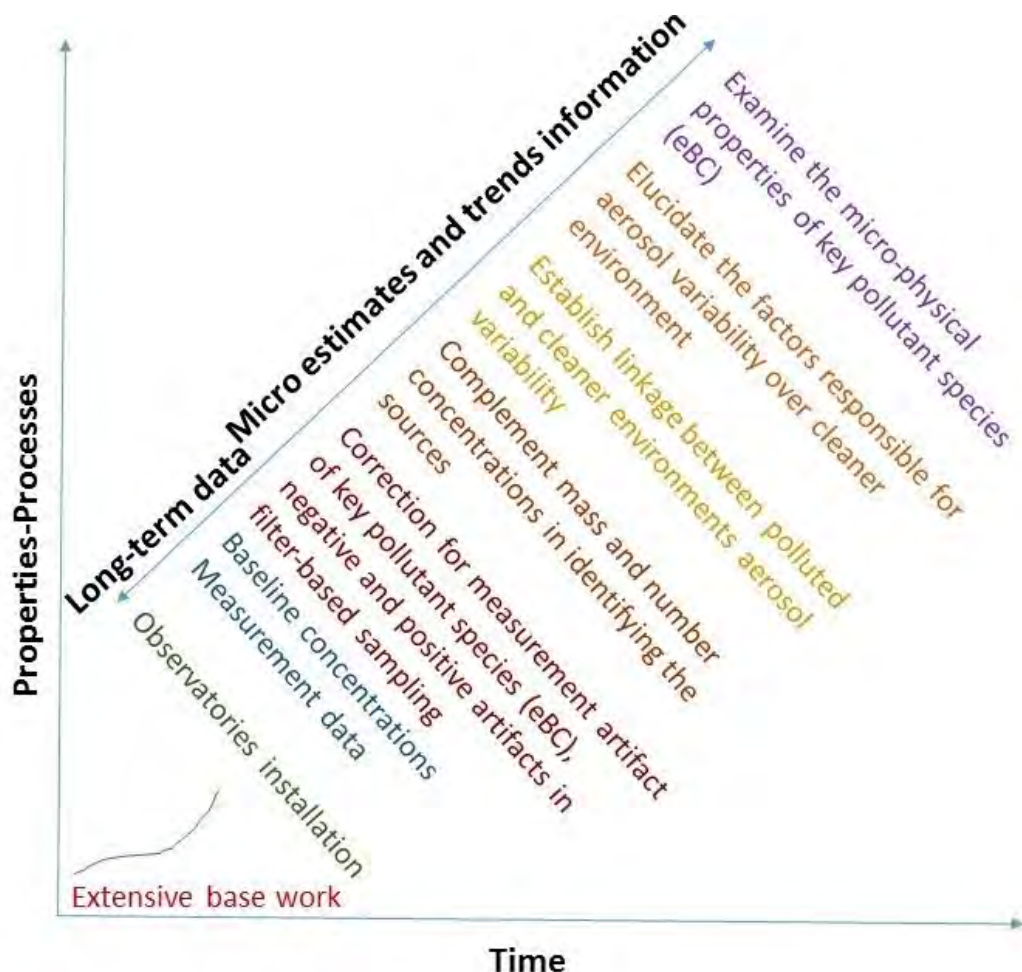 Properties-Processes
Long-term data
Micro estimates and trends information
Examine the micro-physical
properties of key pollutant species
(eBC)
Elucidate the factors responsible for
aerosol variability over cleaner
environment
Establish linkage between polluted
and cleaner environments aerosol
variability
Complement mass and number
concentrations in identifying the
sources
Correction for measurement artifact
of key pollutant species (eBC),
negative and positive artifacts in
filter-based sampling
Baseline concentrations
Measurement data
Observatories installation
Extensive base work
Time